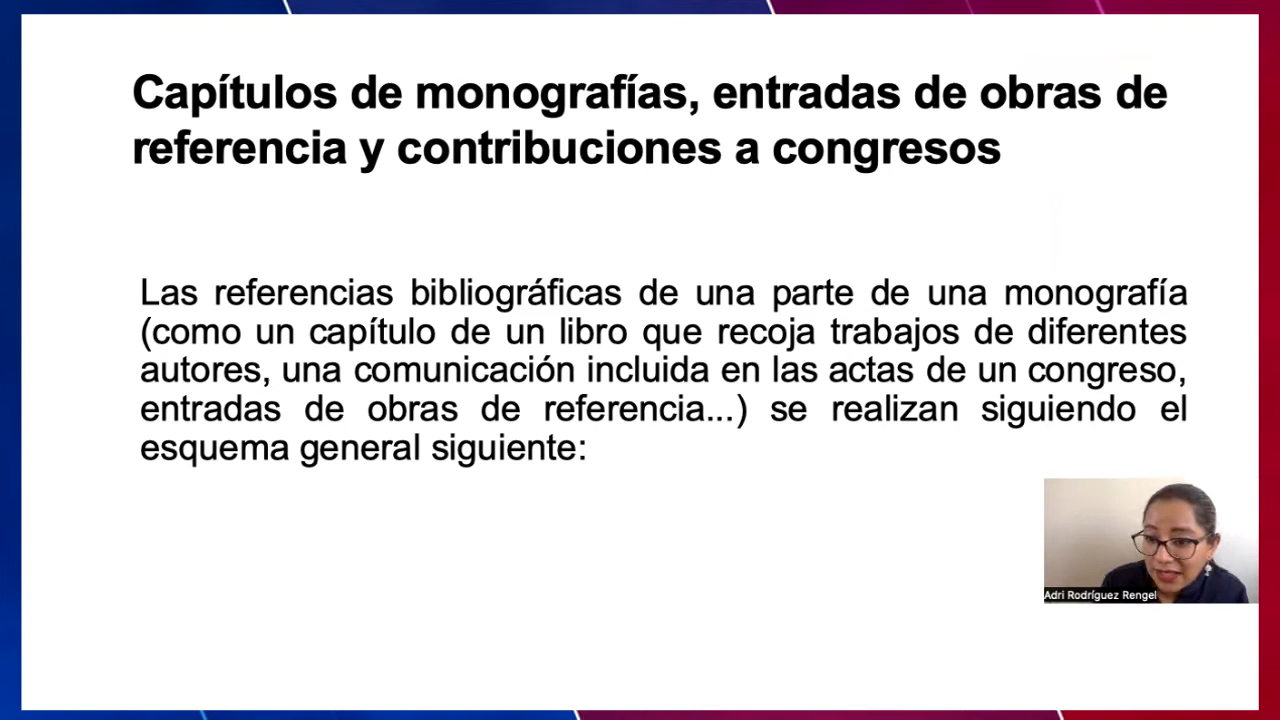 Capítulos de monografías, entradas de obras de
referencia y contribuciones a congresos
Las referencias bibliográficas de una parte de una monografía
(como un capítulo de un libro que recoja trabajos de diferentes
autores, una comunicación incluida en las actas de un congreso,
entradas de obras de referencia...) se realizan siguiendo el
esquema general siguiente:
Adri Rodríguez Rengel